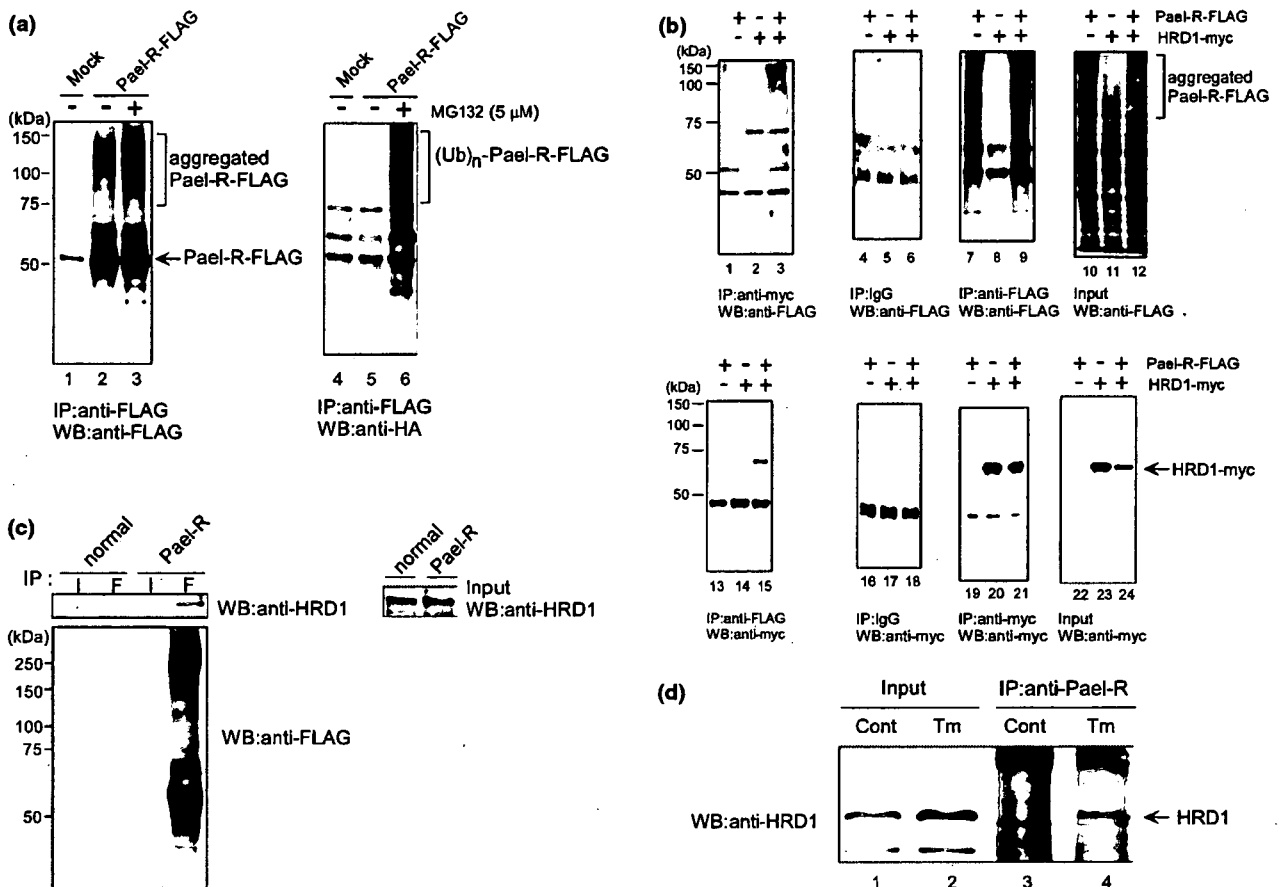 (a)
Mock
Pael-R-FLAG
- - +
(kDa)
150
100
75
50
aggregated
Pael-R-FLAG
Pael-R-FLAG
1 2 3
IP:anti-FLAG
WB:anti-FLAG
Mock
Pael-R-FLAG
- - +
MG132 (5 µM)
(Ub)n-Pael-R-FLAG
4 5 6
IP:anti-FLAG
WB:anti-HA
(b)
+ - + + - + + - + + - + Pael-R-FLAG
- + + - + + - + + - + + HRD1-myc
(kDa)
150
100
75
50
aggregated
Pael-R-FLAG
1 2 3 4 5 6 7 8 9 10 11 12
IP:anti-myc IP:IgG IP:anti-FLAG Input
WB:anti-FLAG WB:anti-FLAG WB:anti-FLAG WB:anti-FLAG
+ - + + - + + - + + - + Pael-R-FLAG
- + + - + + - + + - + + HRD1-myc
(kDa)
150
100
75
50
HRD1-myc
13 14 15 16 17 18 19 20 21 22 23 24
IP:anti-FLAG IP:IgG IP:anti-myc Input
WB:anti-myc WB:anti-myc WB:anti-myc WB:anti-myc
(c)
normal
Pael-R
IP : I F I F
WB:anti-HRD1
(kDa)
250
150
100
75
50
WB:anti-FLAG
normal
Pael-R
Input
WB:anti-HRD1
(d)
Input IP:anti-Pael-R
Cont Tm Cont Tm
WB:anti-HRD1
HRD1
1 2 3 4